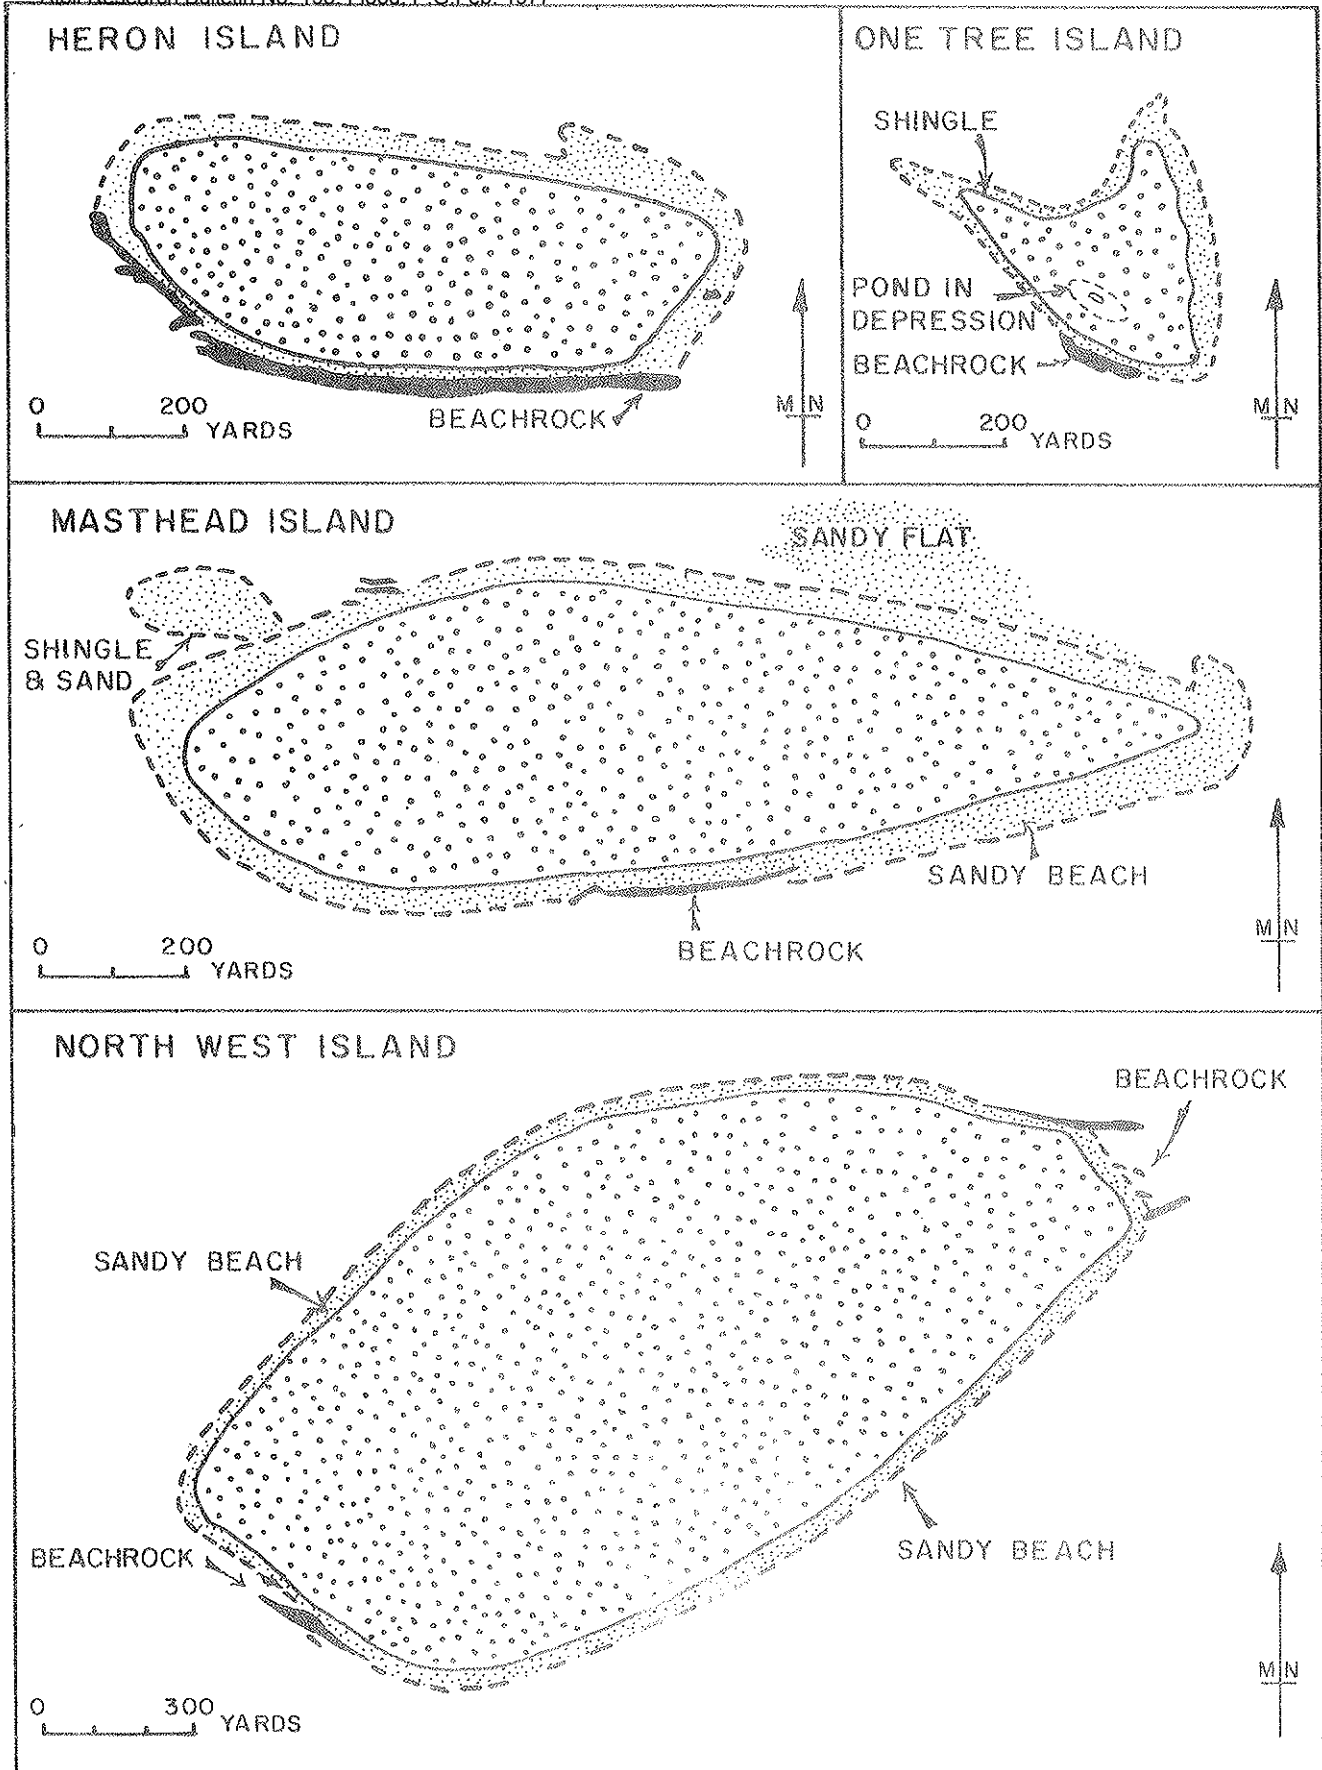 HERON ISLAND
BEACHROCK
0 200
YARDS
M N
ONE TREE ISLAND
SHINGLE
POND IN
DEPRESSION
BEACHROCK
0 200
YARDS
M N
MASTHEAD ISLAND
SANDY FLAT
SHINGLE
& SAND
SANDY BEACH
BEACHROCK
0 200
YARDS
M N
NORTH WEST ISLAND
BEACHROCK
SANDY BEACH
SANDY BEACH
BEACHROCK
0 300
YARDS
M N